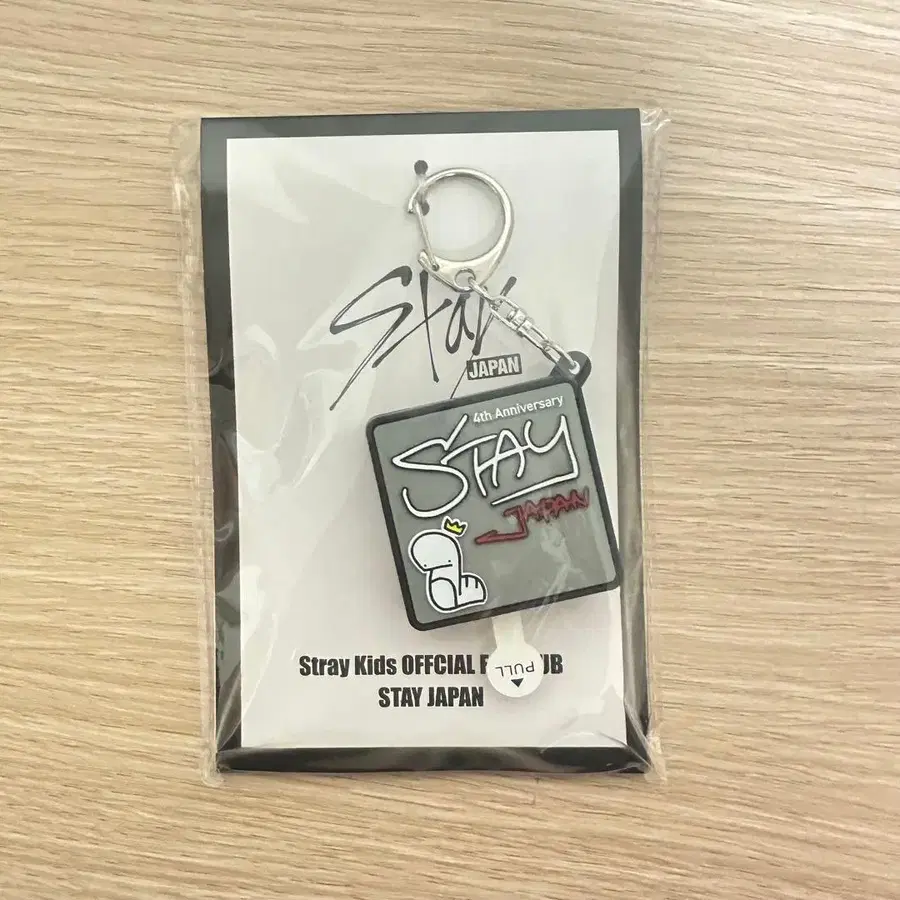 Stay
JAPAN
4th Anniversary
STAY
JAPAN
Stray Kids OFFCIAL
STAY JAPAN
PULL